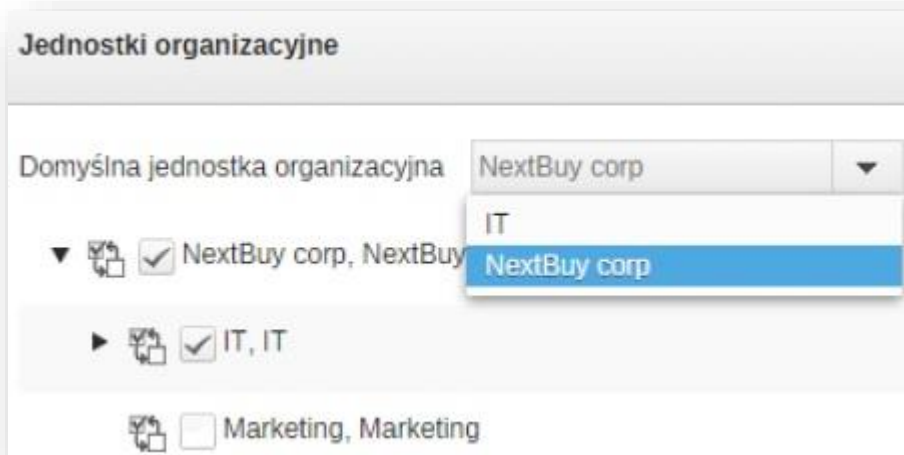 Jednostki organizacyjne
Domyślna jednostka organizacyjna NextBuy corp
IT
NextBuy corp, NextBuy
NextBuy corp
IT, IT
Marketing, Marketing